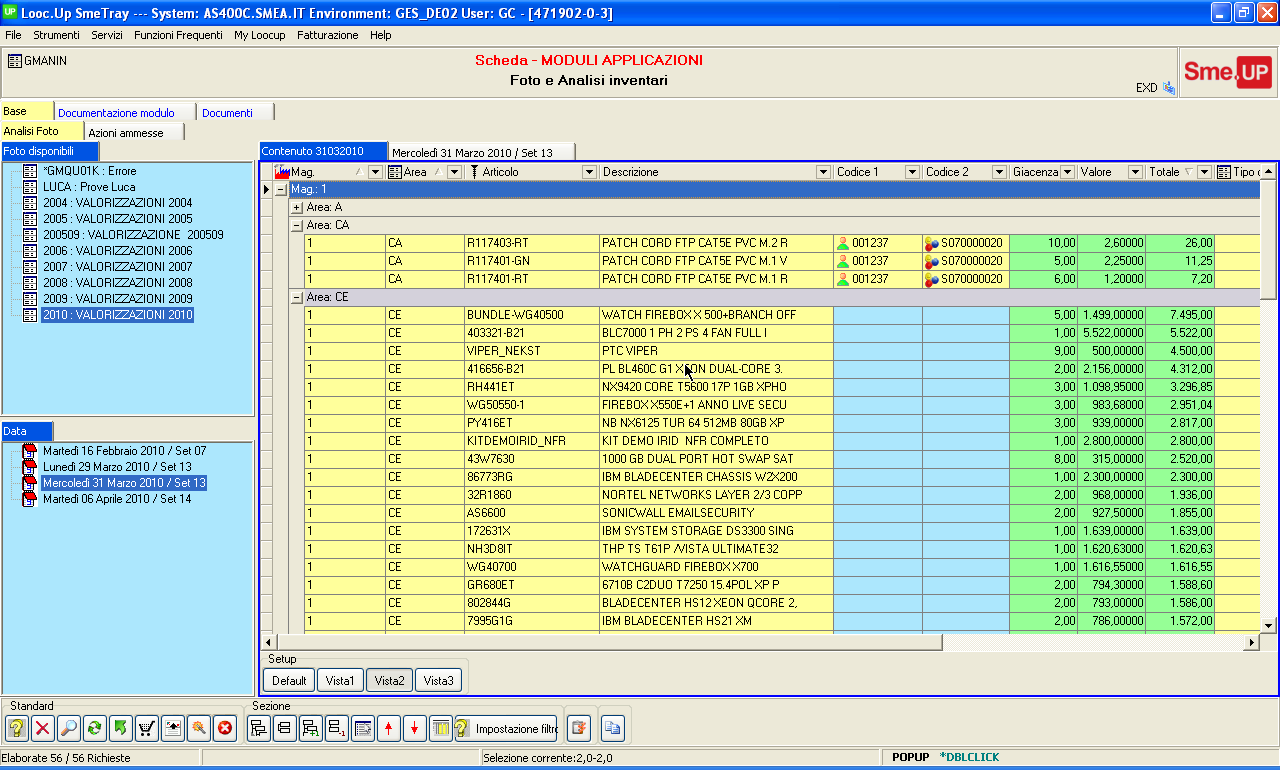 Looc.Up SmeTray --- System: AS400C.SMEA.IT Environment: GES_DE02 User: GC - [471902-0-3]
File Strumenti Servizi Funzioni Frequenti My Loocup Fatturazione Help
GMANIN
Scheda - MODULI APPLICAZIONI
Foto e Analisi inventari
EXD
Sme.UP
Base Documentazione modulo Documenti
Analisi Foto Azioni ammesse
Foto disponibili
*GMQU01K : Errore
LUCA : Prove Luca
2004 : VALORIZZAZIONI 2004
2005 : VALORIZZAZIONI 2005
200509 : VALORIZZAZIONE 200509
2006 : VALORIZZAZIONI 2006
2007 : VALORIZZAZIONI 2007
2008 : VALORIZZAZIONI 2008
2009 : VALORIZZAZIONI 2009
2010 : VALORIZZAZIONI 2010
Data
Martedì 16 Febbraio 2010 / Set 07
Lunedì 29 Marzo 2010 / Set 13
Mercoledì 31 Marzo 2010 / Set 13
Martedì 06 Aprile 2010 / Set 14
Contenuto 31032010 Mercoledì 31 Marzo 2010 / Set 13
Mag. Area Articolo Descrizione Codice 1 Codice 2 Giacenza Valore Totale Tipo
Mag.: 1
Area: A
Area: CA
1 CA R117403-RT PATCH CORD FTP CAT5E PVC M.2 R 001237 S070000020 10,00 2,60000 26,00
1 CA R117401-GN PATCH CORD FTP CAT5E PVC M.1 V 001237 S070000020 5,00 2,25000 11,25
1 CA R117401-RT PATCH CORD FTP CAT5E PVC M.1 R 001237 S070000020 6,00 1,20000 7,20
Area: CE
1 CE BUNDLE-WG40500 WATCH FIREBOX X 500+BRANCH OFF 5,00 1.499,00000 7.495,00
1 CE 403321-B21 BLC7000 1 PH 2 PS 4 FAN FULL I 1,00 5.522,00000 5.522,00
1 CE VIPER_NEKST PTC VIPER 9,00 500,00000 4.500,00
1 CE 416656-B21 PL BL460C G1 XEON DUAL-CORE 3. 2,00 2.156,00000 4.312,00
1 CE RH441ET NX9420 CORE T5600 17P 1GB XPHO 3,00 1.098,95000 3.296,85
1 CE WG50550-1 FIREBOX X550E+1 ANNO LIVE SECU 3,00 983,68000 2.951,04
1 CE PY416ET NB NX6125 TUR 64 512MB 80GB XP 3,00 939,00000 2.817,00
1 CE KITDEMOIRID_NFR KIT DEMO IRID NFR COMPLETO 1,00 2.800,00000 2.800,00
1 CE 43W7630 1000 GB DUAL PORT HOT SWAP SAT 8,00 315,00000 2.520,00
1 CE 86773RG IBM BLADECENTER CHASSIS W/2X200 1,00 2.300,00000 2.300,00
1 CE 32R1860 NORTEL NETWORKS LAYER 2/3 COPP 2,00 968,00000 1.936,00
1 CE AS6600 SONICWALL EMAILSECURITY 2,00 927,50000 1.855,00
1 CE 172631X IBM SYSTEM STORAGE DS3300 SING 1,00 1.639,00000 1.639,00
1 CE NH3D8IT THP TS T61P /VISTA ULTIMATE32 1,00 1.620,63000 1.620,63
1 CE WG40700 WATCHGUARD FIREBOX X700 1,00 1.616,55000 1.616,55
1 CE GR680ET 6710B C2DUO T7250 15.4POL XP P 2,00 794,30000 1.588,60
1 CE 802844G BLADECENTER HS12 XEON QCORE 2, 2,00 793,00000 1.586,00
1 CE 7995G1G IBM BLADECENTER HS21 XM 2,00 786,00000 1.572,00
Setup
Default Vista1 Vista2 Vista3
Standard Sezione
Impostazione filtro
Elaborate 56 / 56 Richieste Selezione corrente:2,0-2,0 POPUP *DBLCLICK